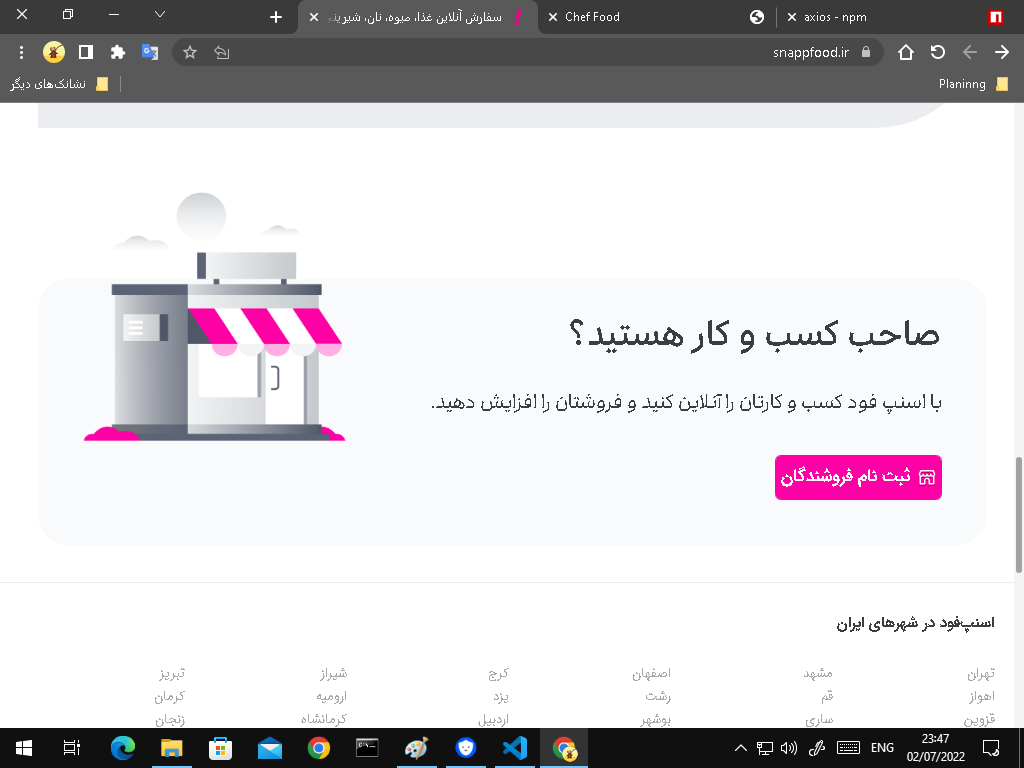 سفارش آنلاین غذا، میوه، نان، شیرینی
Chef Food
axios - npm
snappfood.ir
نشانک‌های دیگر
Planinng
صاحب کسب و کار هستید؟
با اسنپ فود کسب و کارتان را آنلاین کنید و فروشتان را افزایش دهید.
ثبت نام فروشندگان
اسنپ‌فود در شهرهای ایران
تهران مشهد اصفهان کرج شیراز تبریز
اهواز قم رشت یزد ارومیه کرمان
قزوین ساری بوشهر اردبیل کرمانشاه زنجان
ENG
23:47
02/07/2022